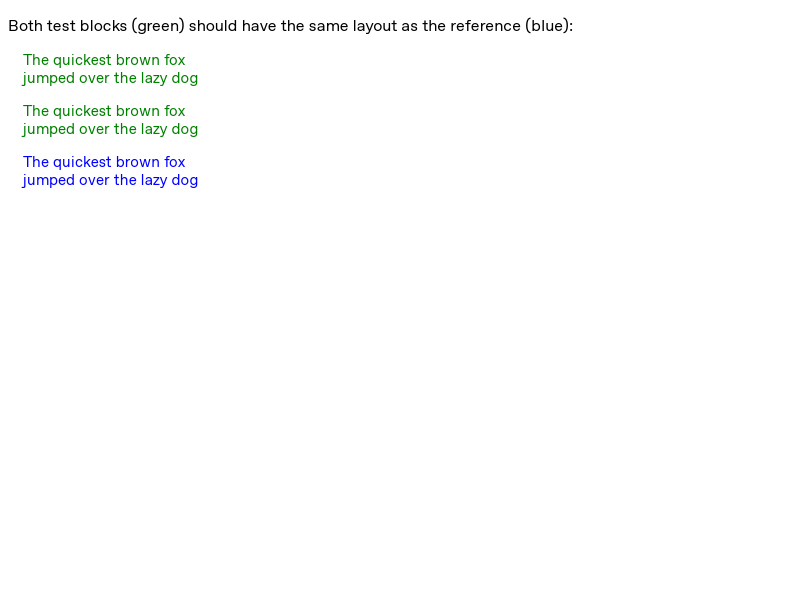 Both test blocks (green) should have the same layout as the reference (blue):
The quickest brown fox
jumped over the lazy dog
The quickest brown fox
jumped over the lazy dog
The quickest brown fox
jumped over the lazy dog